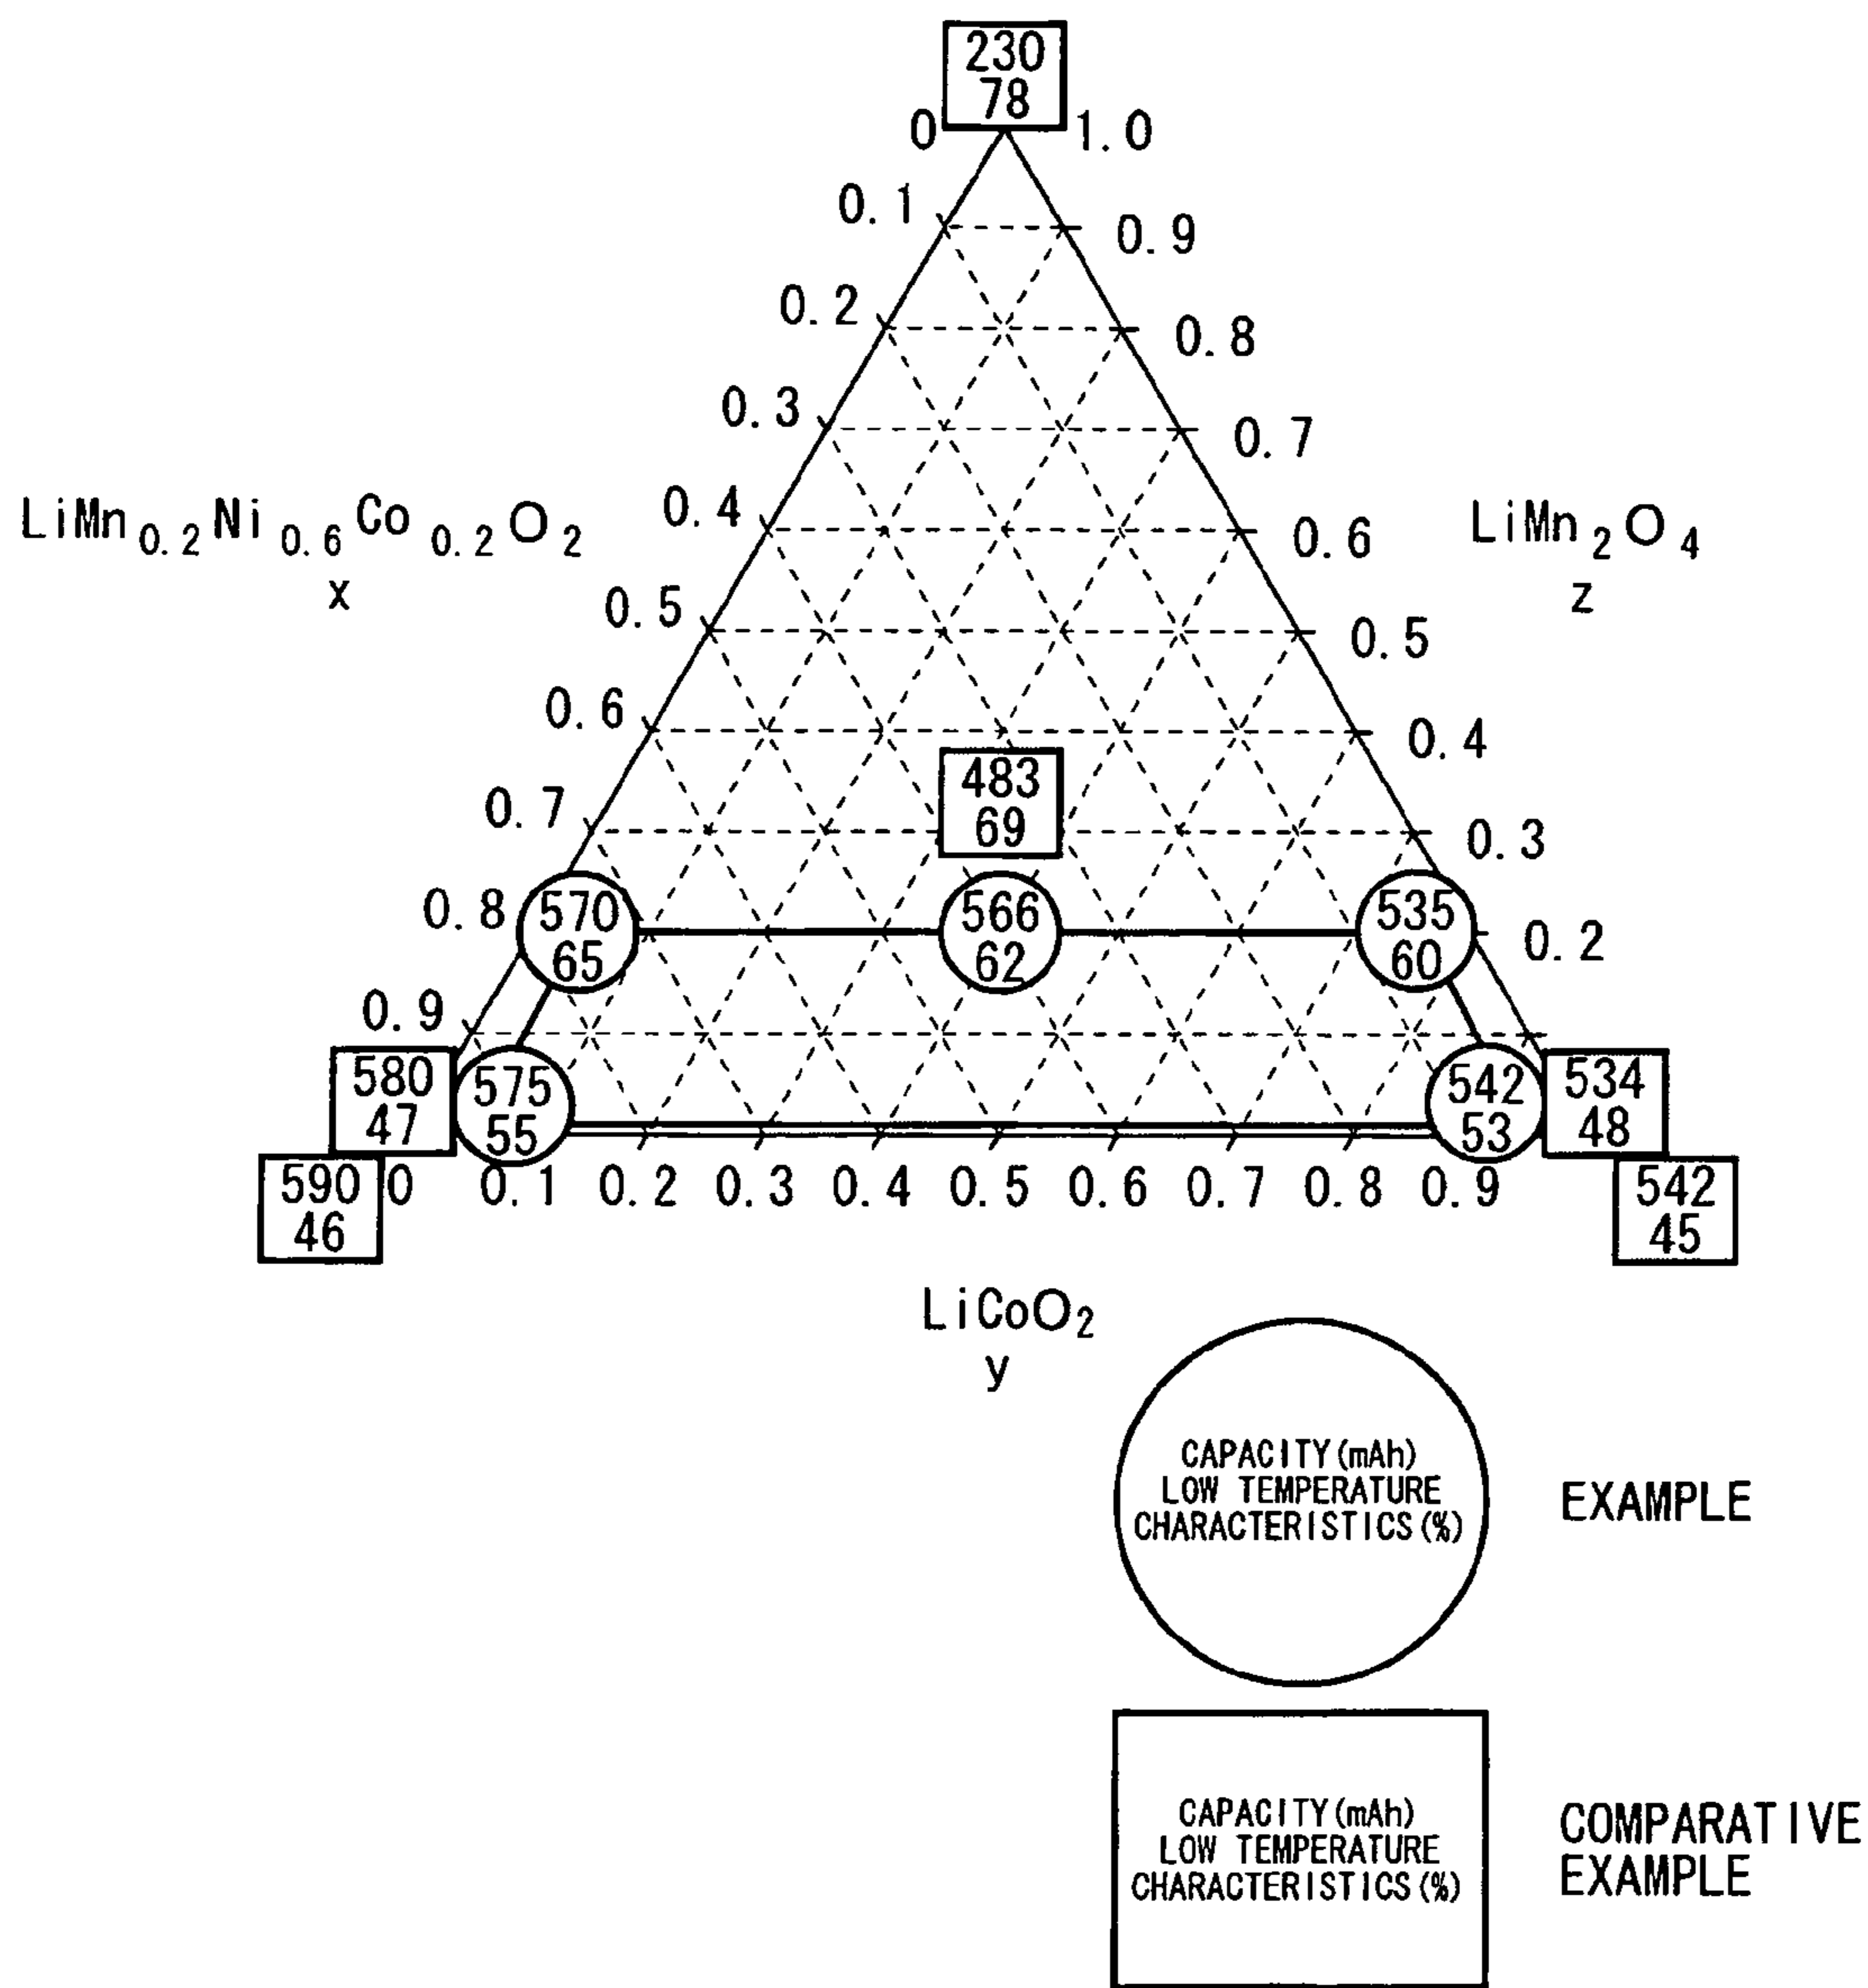 230
78
0 1.0
0.1 0.9
0.2 0.8
0.3 0.7
LiMn0.2Ni0.6Co0.2O2
x
0.4 0.6
LiMn2O4
z
0.5 0.5
0.6 0.4
483
69
0.7 0.3
0.8
570
65
566
62
535
60
0.2
0.9
580
47
575
55
542
53
534
48
590
46
0 0.1 0.2 0.3 0.4 0.5 0.6 0.7 0.8 0.9
542
45
LiCoO2
y
CAPACITY(mAh)
LOW TEMPERATURE
CHARACTERISTICS(%)
EXAMPLE
CAPACITY(mAh)
LOW TEMPERATURE
CHARACTERISTICS(%)
COMPARATIVE
EXAMPLE